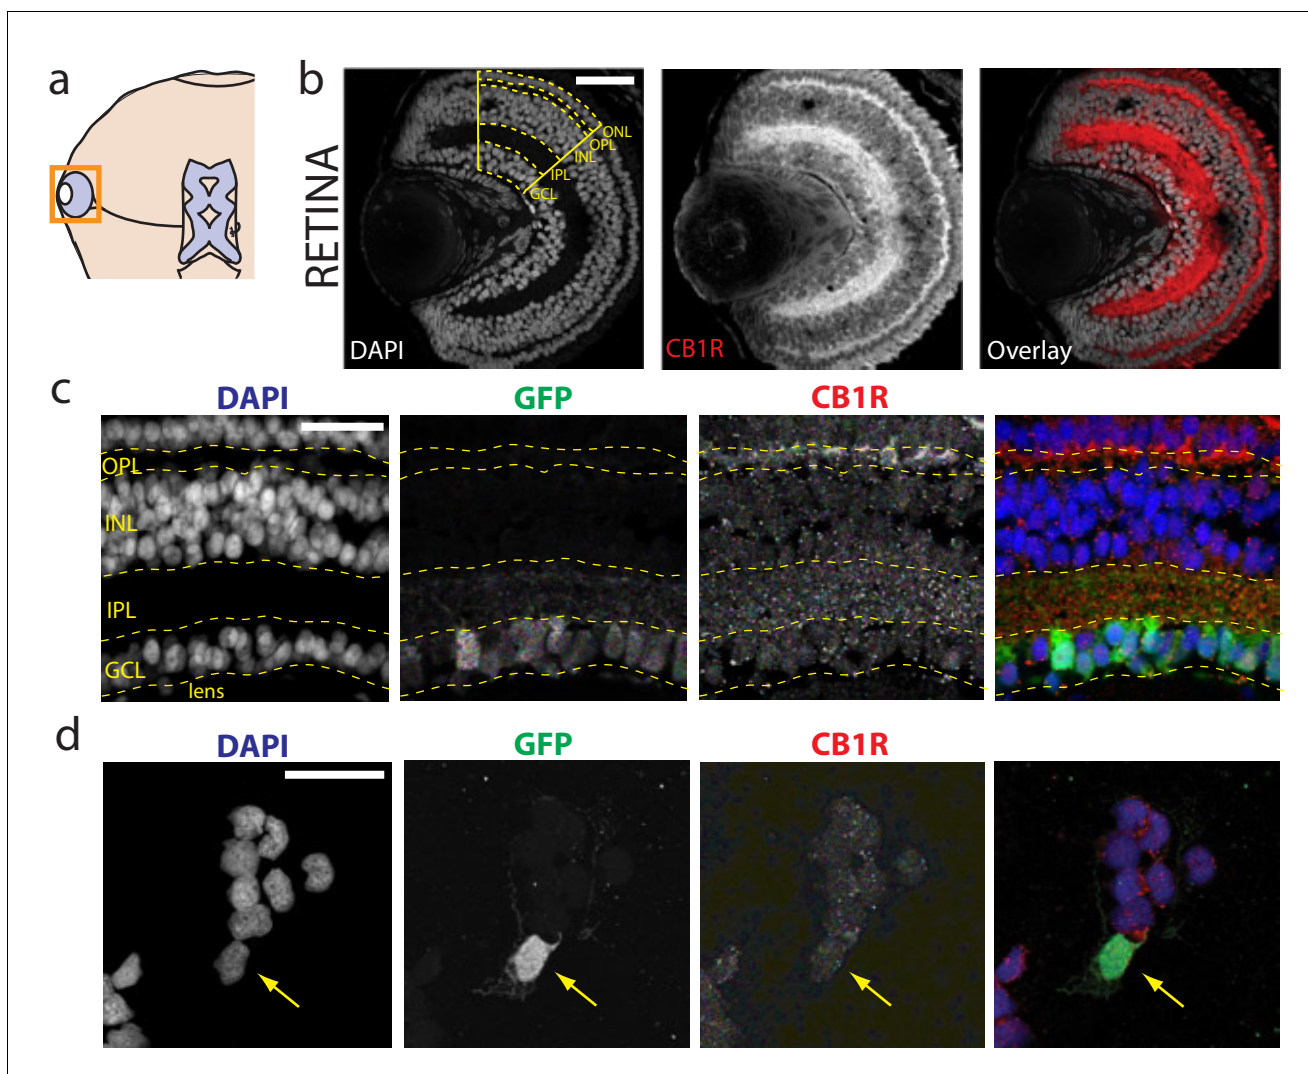 a
b
RETINA
ONL
OPL
INL
IPL
GCL
DAPI
CB1R
Overlay
c
DAPI
GFP
CB1R
OPL
INL
IPL
GCL
lens
d
DAPI
GFP
CB1R